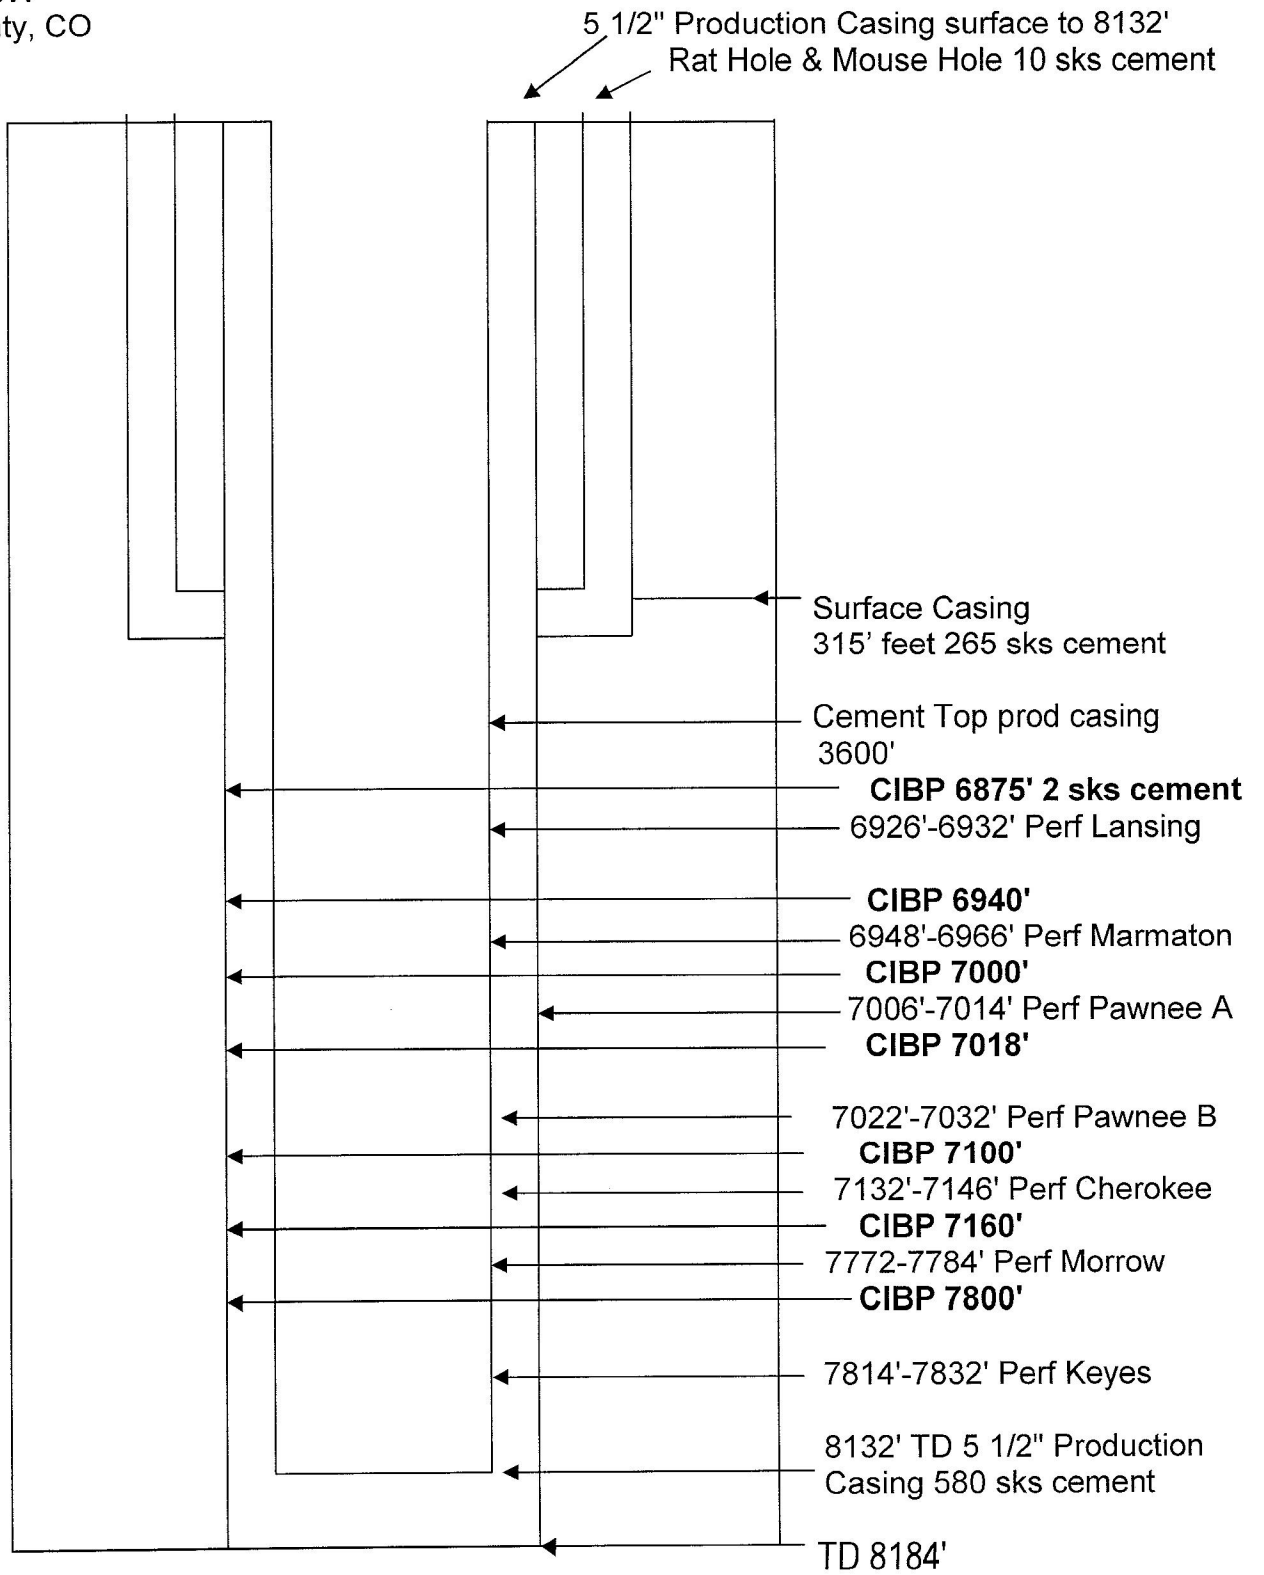 ty, CO
5 1/2" Production Casing surface to 8132'
Rat Hole & Mouse Hole 10 sks cement
Surface Casing
315’ feet 265 sks cement
Cement Top prod casing
3600'
CIBP 6875' 2 sks cement
6926'-6932' Perf Lansing
CIBP 6940'
6948'-6966' Perf Marmaton
CIBP 7000'
7006'-7014' Perf Pawnee A
CIBP 7018'
7022'-7032' Perf Pawnee B
CIBP 7100'
7132'-7146' Perf Cherokee
CIBP 7160'
7772-7784' Perf Morrow
CIBP 7800'
7814'-7832' Perf Keyes
8132' TD 5 1/2" Production
Casing 580 sks cement
TD 8184'